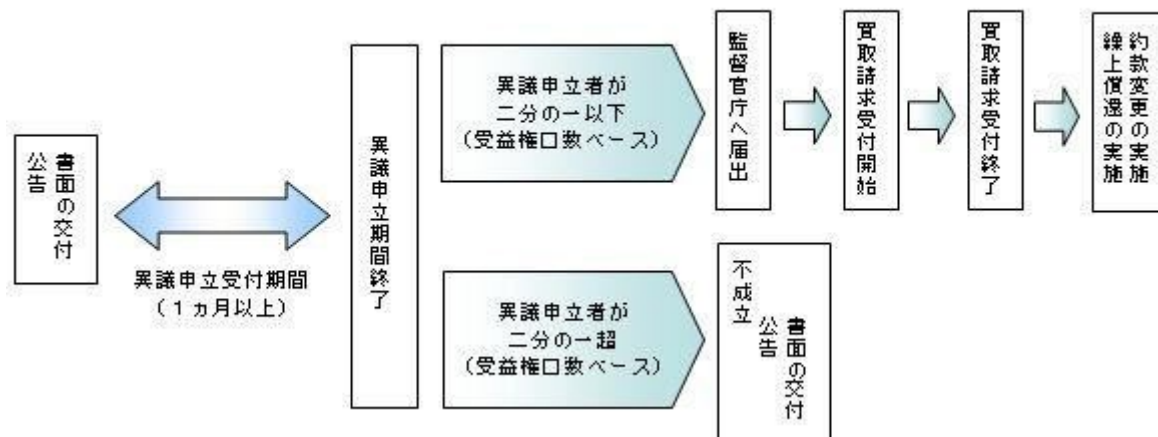 書面の交付
公告
異議申立受付期間
(1ヵ月以上)
異議申立期間終了
異議申立者が
二分の一以下
(受益権口数ベース)
監督官庁へ届出
買取請求受付開始
買取請求受付終了
約款変更の実施
繰上償還の実施
異議申立者が
二分の一超
(受益権口数ベース)
不成立
書面の交付
公告